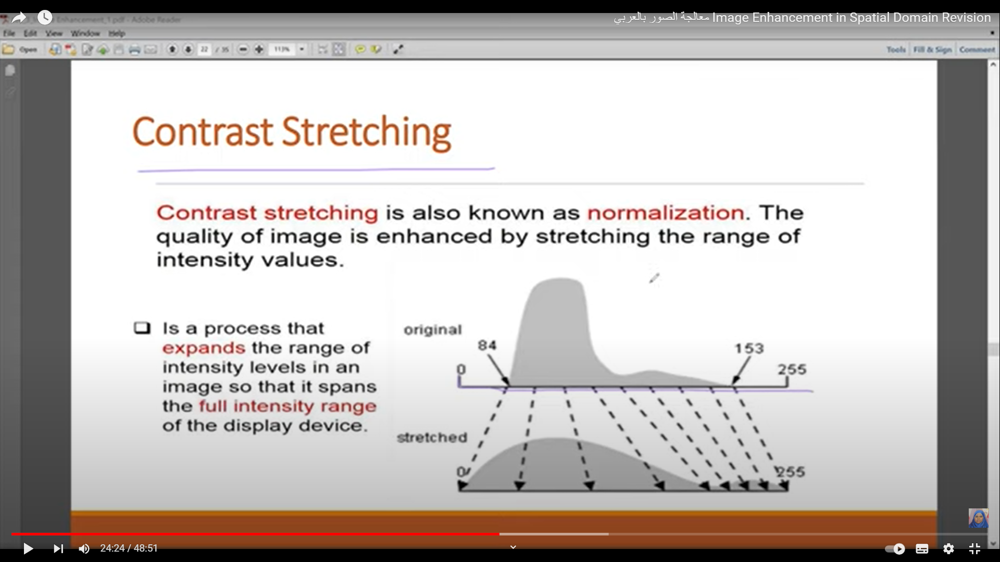 معالجة الصور بالعربي Image Enhancement in Spatial Domain Revision
Enhancement_1.pdf - Adobe Reader
File Edit View Window Help
Open 22 / 35 113% Tools Fill & Sign Comment
Contrast Stretching
Contrast stretching is also known as normalization. The
quality of image is enhanced by stretching the range of
intensity values.
Is a process that
expands the range of
intensity levels in an
image so that it spans
the full intensity range
of the display device.
original
84
153
0
255
stretched
0
255
24:24 / 48:51